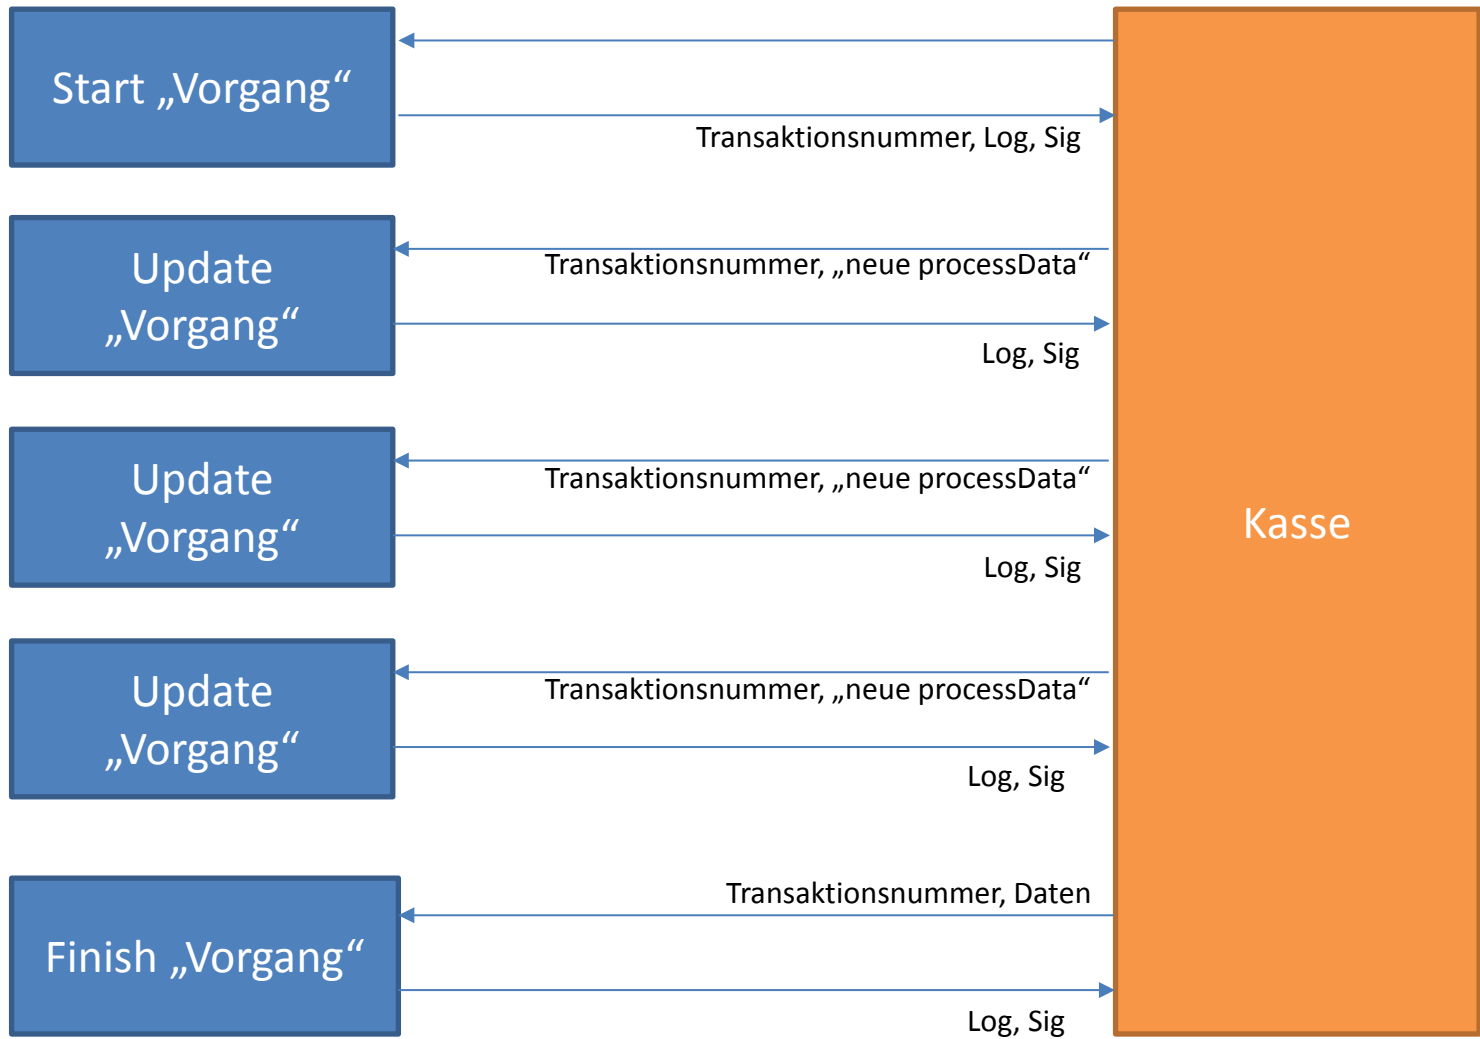 Start „Vorgang“
Transaktionsnummer, Log, Sig
Update
„Vorgang“
Transaktionsnummer, „neue processData“
Log, Sig
Update
„Vorgang“
Transaktionsnummer, „neue processData“
Log, Sig
Kasse
Update
„Vorgang“
Transaktionsnummer, „neue processData“
Log, Sig
Finish „Vorgang“
Transaktionsnummer, Daten
Log, Sig